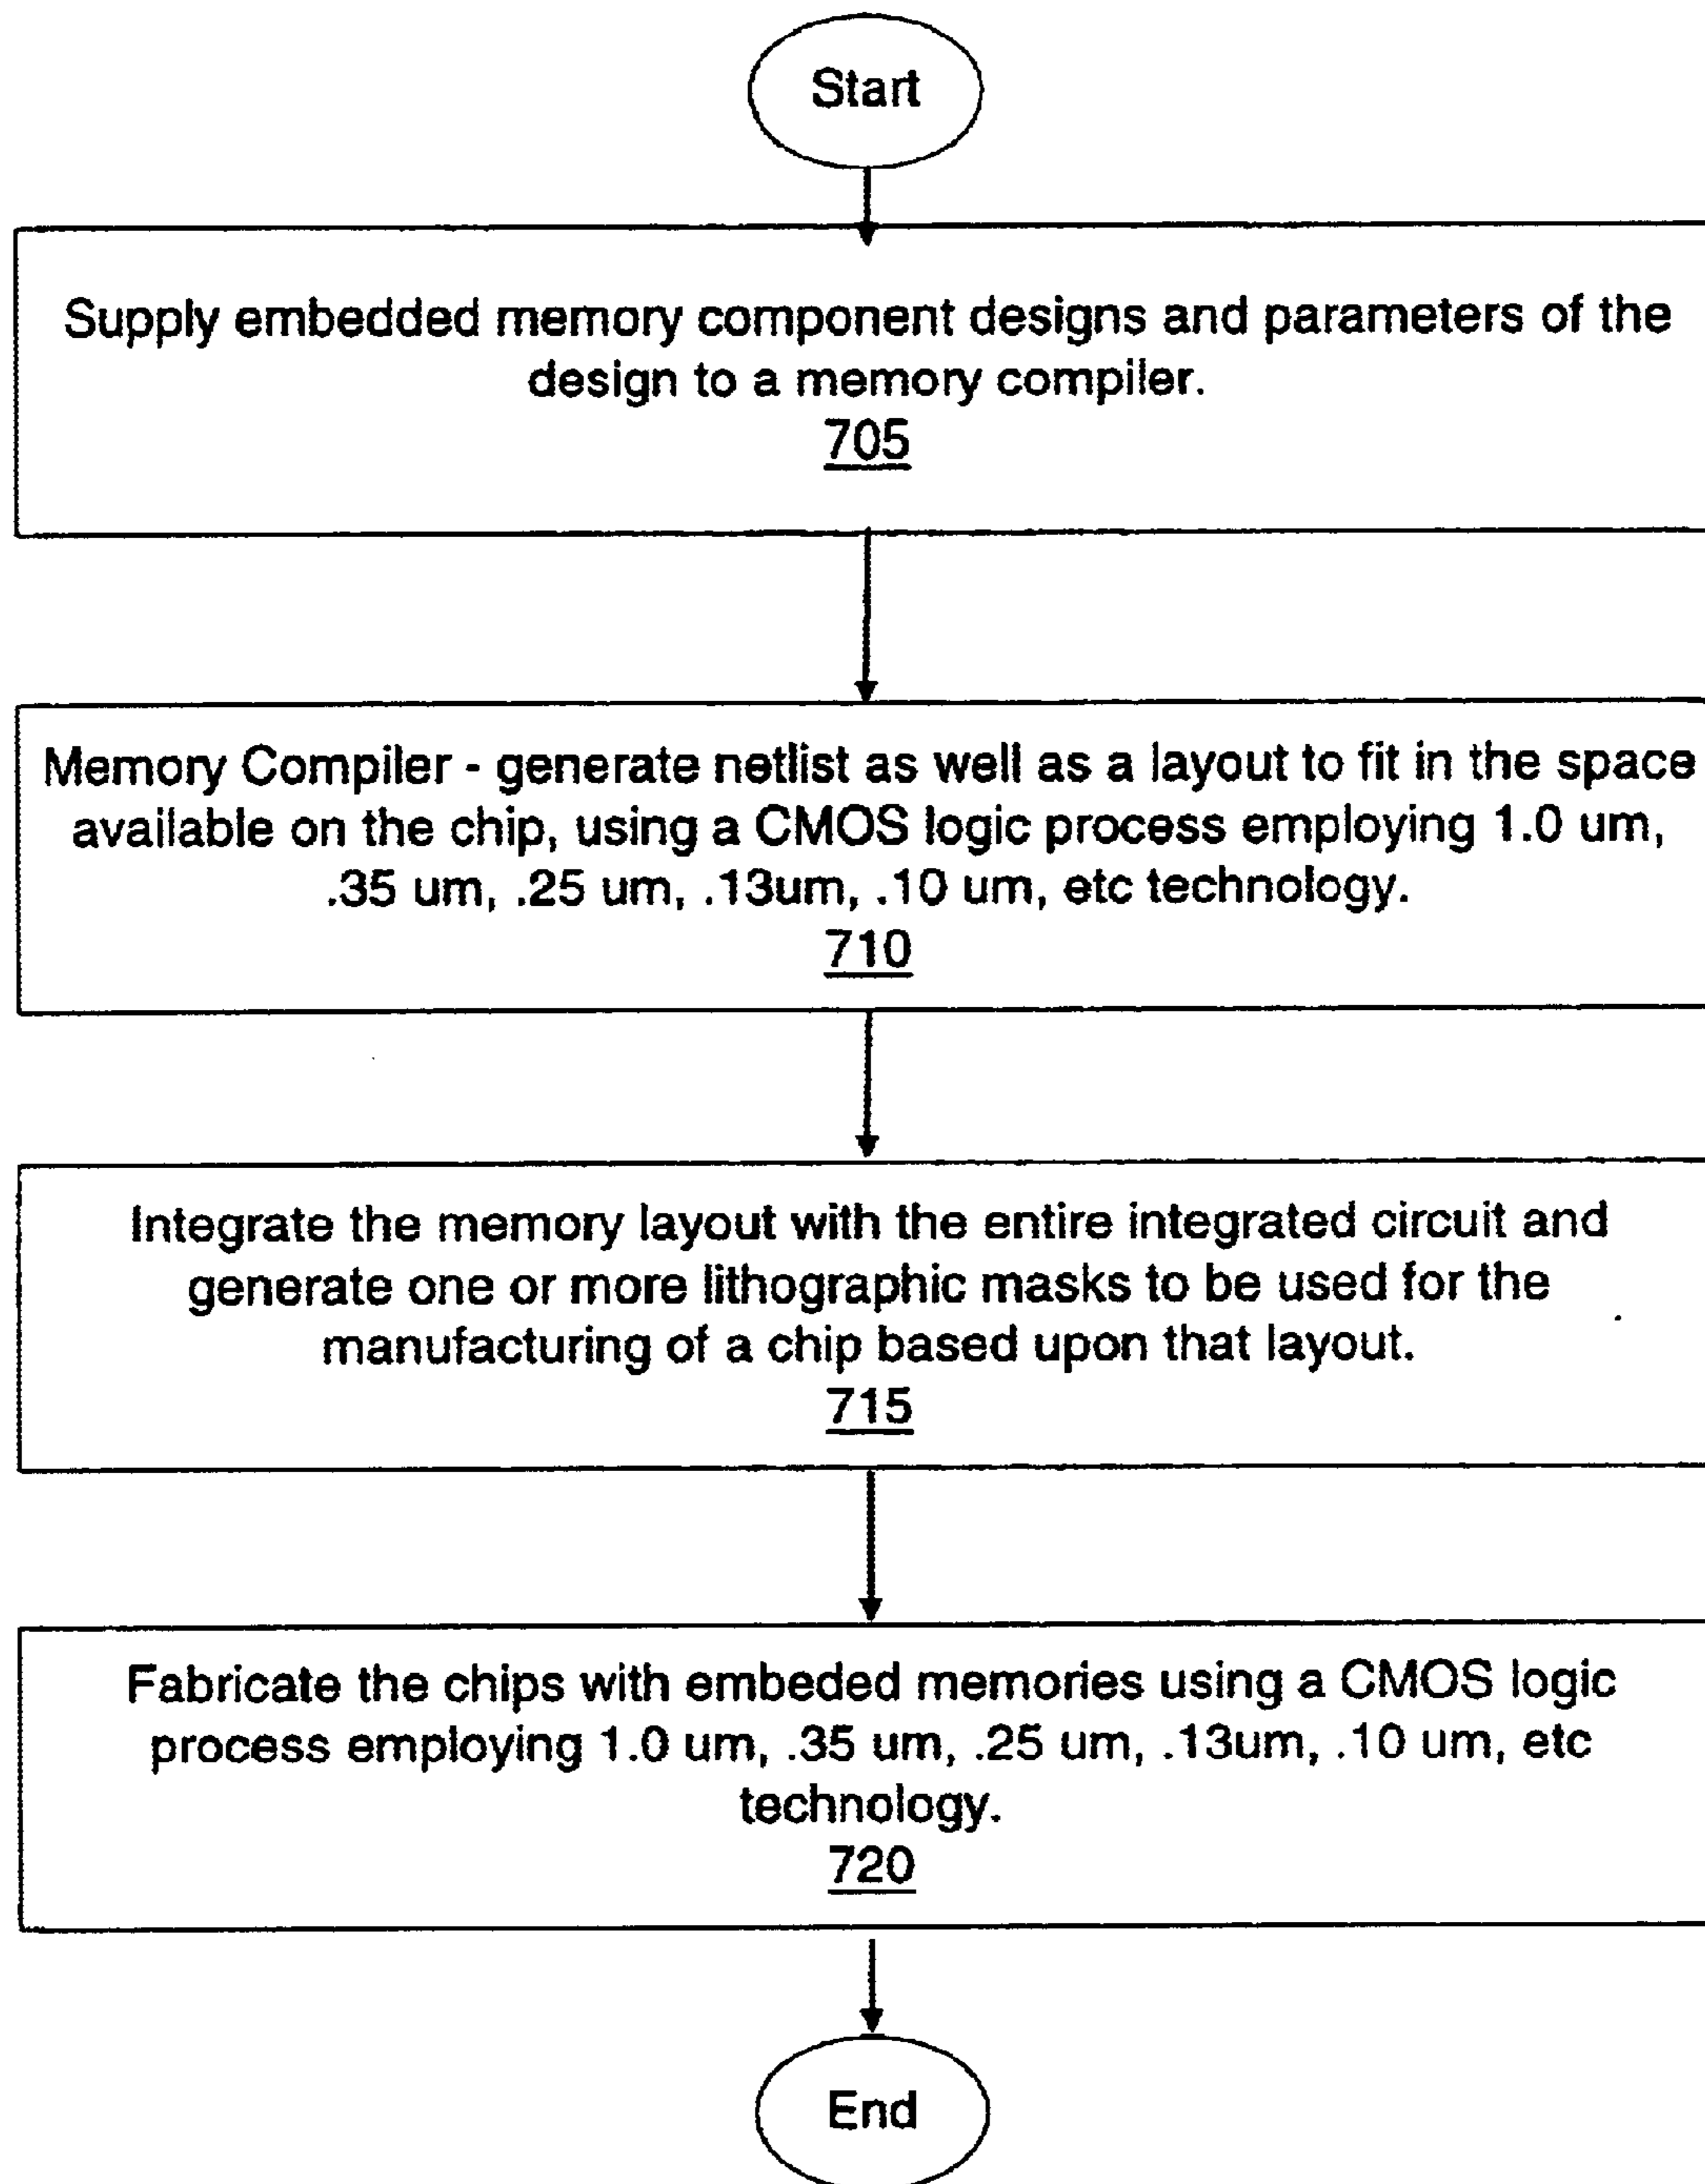 Start
Supply embedded memory component designs and parameters of the
design to a memory compiler.
705
Memory Compiler - generate netlist as well as a layout to fit in the space
available on the chip, using a CMOS logic process employing 1.0 um,
.35 um, .25 um, .13um, .10 um, etc technology.
710
Integrate the memory layout with the entire integrated circuit and
generate one or more lithographic masks to be used for the
manufacturing of a chip based upon that layout.
715
Fabricate the chips with embeded memories using a CMOS logic
process employing 1.0 um, .35 um, .25 um, .13um, .10 um, etc
technology.
720
End